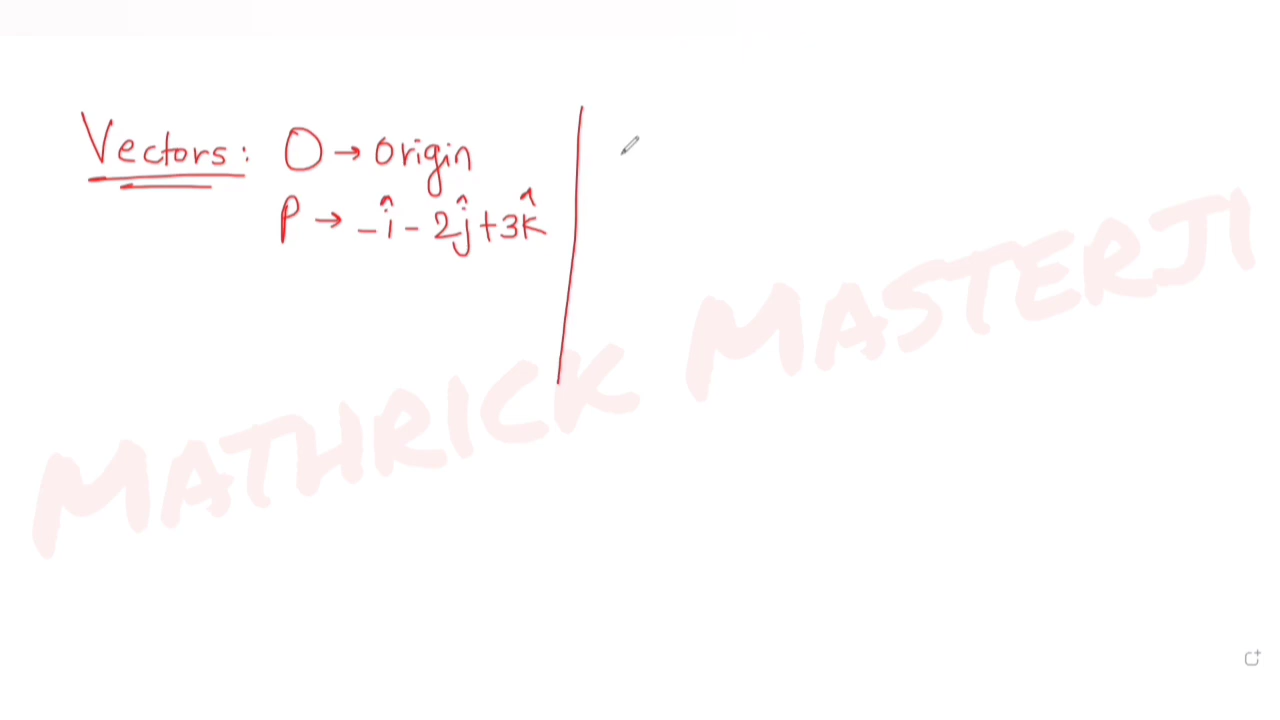 Vectors: O → origin
P → -î - 2ĵ + 3k̂
MATHRICK MASTERJI